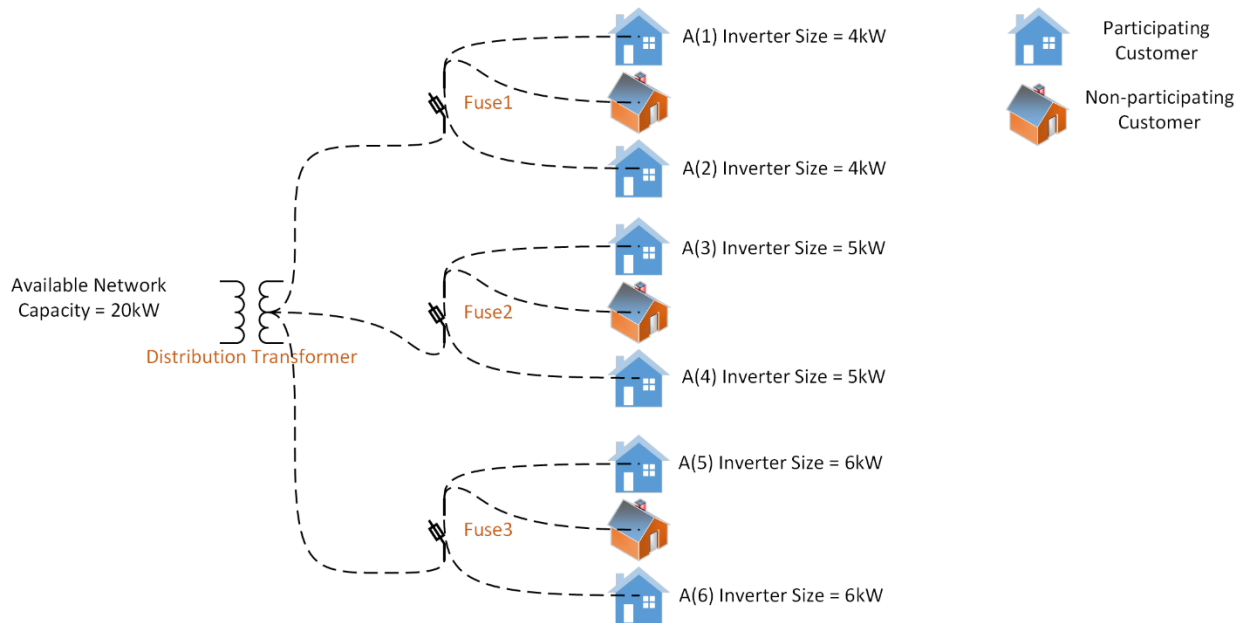 A(1) Inverter Size = 4kW
Participating
Customer
Fuse1
Non-participating
Customer
A(2) Inverter Size = 4kW
A(3) Inverter Size = 5kW
Available Network
Capacity = 20kW
Fuse2
Distribution Transformer
A(4) Inverter Size = 5kW
A(5) Inverter Size = 6kW
Fuse3
A(6) Inverter Size = 6kW